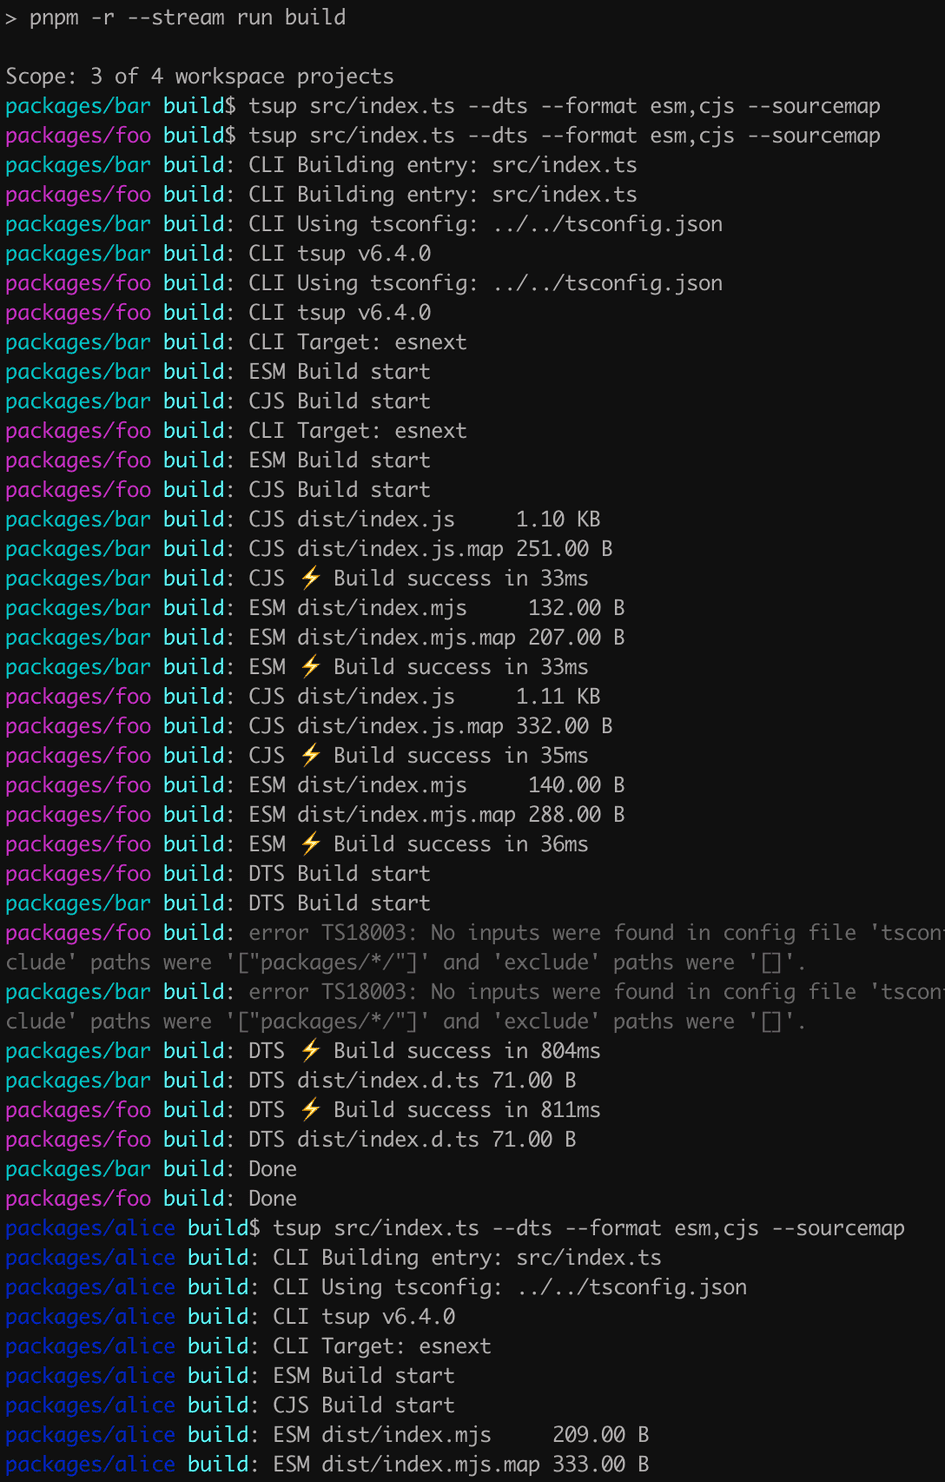 > pnpm -r --stream run build
Scope: 3 of 4 workspace projects
packages/bar build$ tsup src/index.ts --dts --format esm,cjs --sourcemap
packages/foo build$ tsup src/index.ts --dts --format esm,cjs --sourcemap
packages/bar build: CLI Building entry: src/index.ts
packages/foo build: CLI Building entry: src/index.ts
packages/bar build: CLI Using tsconfig: ../../tsconfig.json
packages/bar build: CLI tsup v6.4.0
packages/foo build: CLI Using tsconfig: ../../tsconfig.json
packages/foo build: CLI tsup v6.4.0
packages/bar build: CLI Target: esnext
packages/bar build: ESM Build start
packages/bar build: CJS Build start
packages/foo build: CLI Target: esnext
packages/foo build: ESM Build start
packages/foo build: CJS Build start
packages/bar build: CJS dist/index.js     1.10 KB
packages/bar build: CJS dist/index.js.map 251.00 B
packages/bar build: CJS ⚡ Build success in 33ms
packages/bar build: ESM dist/index.mjs     132.00 B
packages/bar build: ESM dist/index.mjs.map 207.00 B
packages/bar build: ESM ⚡ Build success in 33ms
packages/foo build: CJS dist/index.js     1.11 KB
packages/foo build: CJS dist/index.js.map 332.00 B
packages/foo build: CJS ⚡ Build success in 35ms
packages/foo build: ESM dist/index.mjs     140.00 B
packages/foo build: ESM dist/index.mjs.map 288.00 B
packages/foo build: ESM ⚡ Build success in 36ms
packages/foo build: DTS Build start
packages/bar build: DTS Build start
packages/foo build: error TS18003: No inputs were found in config file 'tscon
clude' paths were '["packages/*/"]' and 'exclude' paths were '[]'.
packages/bar build: error TS18003: No inputs were found in config file 'tscon
clude' paths were '["packages/*/"]' and 'exclude' paths were '[]'.
packages/bar build: DTS ⚡ Build success in 804ms
packages/bar build: DTS dist/index.d.ts 71.00 B
packages/foo build: DTS ⚡ Build success in 811ms
packages/foo build: DTS dist/index.d.ts 71.00 B
packages/bar build: Done
packages/foo build: Done
packages/alice build$ tsup src/index.ts --dts --format esm,cjs --sourcemap
packages/alice build: CLI Building entry: src/index.ts
packages/alice build: CLI Using tsconfig: ../../tsconfig.json
packages/alice build: CLI tsup v6.4.0
packages/alice build: CLI Target: esnext
packages/alice build: ESM Build start
packages/alice build: CJS Build start
packages/alice build: ESM dist/index.mjs     209.00 B
packages/alice build: ESM dist/index.mjs.map 333.00 B